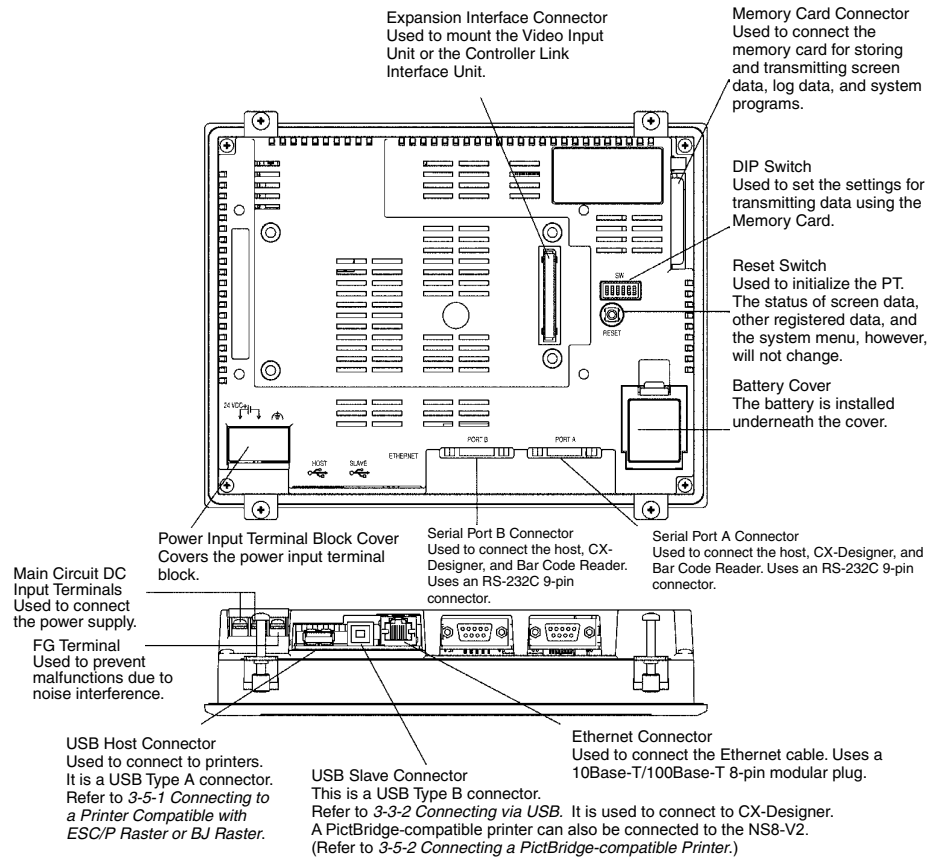 Expansion Interface Connector
Used to mount the Video Input
Unit or the Controller Link
Interface Unit.
Memory Card Connector
Used to connect the
memory card for storing
and transmitting screen
data, log data, and system
programs.
DIP Switch
Used to set the settings for
transmitting data using the
Memory Card.
SW
Reset Switch
Used to initialize the PT.
The status of screen data,
other registered data, and
the system menu, however,
will not change.
RESET
Battery Cover
The battery is installed
underneath the cover.
24 VDC
HOST
SLAVE
ETHERNET
PORT B
PORT A
Power Input Terminal Block Cover
Covers the power input terminal
block.
Serial Port B Connector
Used to connect the host, CX-
Designer, and Bar Code Reader.
Uses an RS-232C 9-pin
connector.
Serial Port A Connector
Used to connect the host, CX-Designer, and
Bar Code Reader. Uses an RS-232C 9-pin
connector.
Main Circuit DC
Input Terminals
Used to connect
the power supply.
FG Terminal
Used to prevent
malfunctions due to
noise interference.
USB Host Connector
Used to connect to printers.
It is a USB Type A connector.
Refer to 3-5-1 Connecting to
a Printer Compatible with
ESC/P Raster or BJ Raster.
USB Slave Connector
This is a USB Type B connector.
Refer to 3-3-2 Connecting via USB. It is used to connect to CX-Designer.
A PictBridge-compatible printer can also be connected to the NS8-V2.
(Refer to 3-5-2 Connecting a PictBridge-compatible Printer.)
Ethernet Connector
Used to connect the Ethernet cable. Uses a
10Base-T/100Base-T 8-pin modular plug.